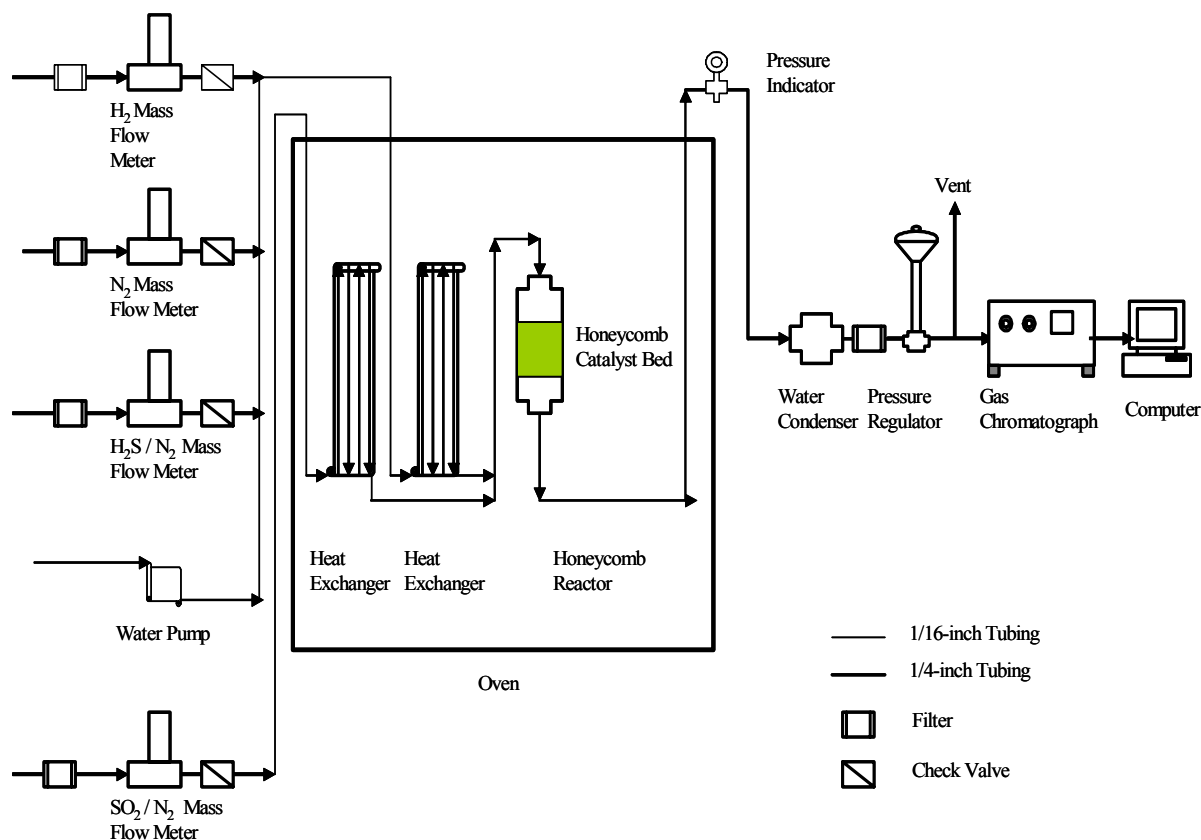 H2 Mass
Flow
Meter
N2 Mass
Flow Meter
H2S / N2 Mass
Flow Meter
Water Pump
SO2 / N2 Mass
Flow Meter
Heat
Exchanger
Heat
Exchanger
Honeycomb
Reactor
Honeycomb
Catalyst Bed
Oven
Pressure
Indicator
Vent
Water
Condenser
Pressure
Regulator
Gas
Chromatograph
Computer
1/16-inch Tubing
1/4-inch Tubing
Filter
Check Valve